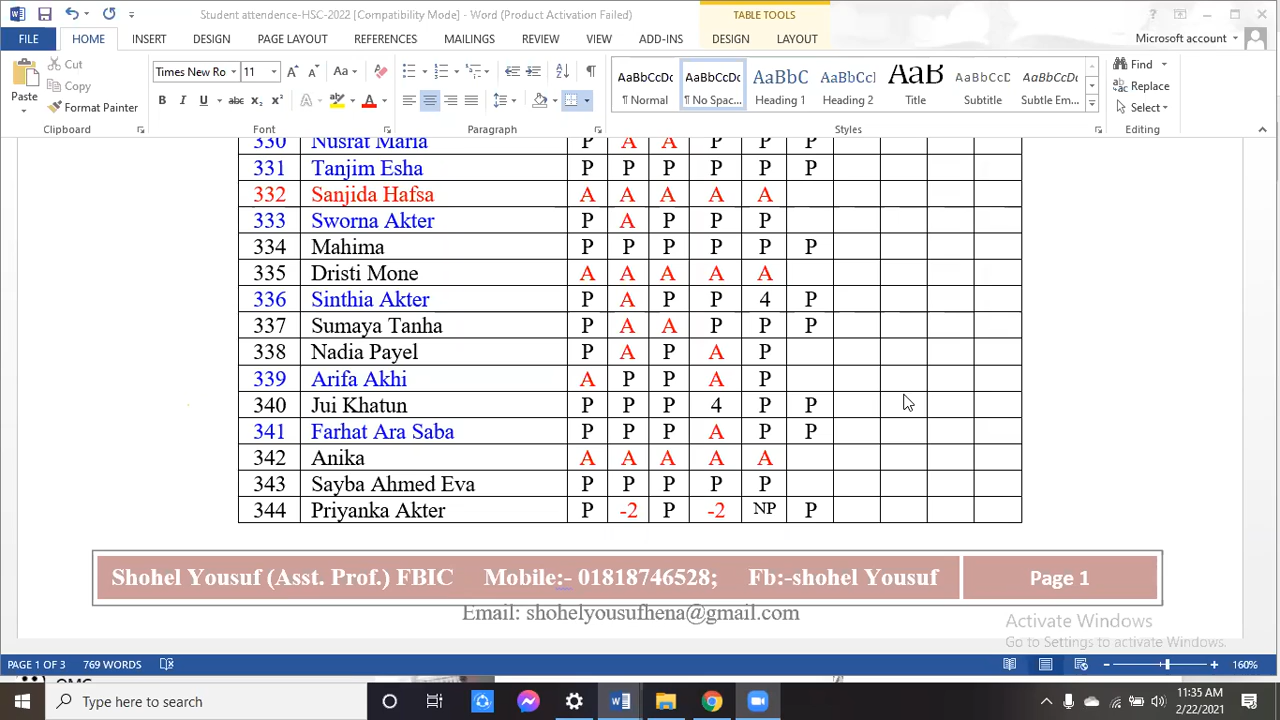 Student attendence-HSC-2022 [Compatibility Mode] - Word (Product Activation Failed)
TABLE TOOLS
?
FILE HOME INSERT DESIGN PAGE LAYOUT REFERENCES MAILINGS REVIEW VIEW ADD-INS DESIGN LAYOUT
Microsoft account
Paste
Cut
Copy
Format Painter
Times New Ro 11
AaBbCcDc
¶ Normal
AaBbCcDc
¶ No Spac...
AaBbC
Heading 1
AaBbCcl
Heading 2
AaB
Title
AaBbCcD
Subtitle
AaBbCcDc
Subtle Em...
Find
Replace
Select
Clipboard Font Paragraph Styles Editing
330 Nusrat Maria P A A P P P
331 Tanjim Esha P P P P P P
332 Sanjida Hafsa A A A A A
333 Sworna Akter P A P P P
334 Mahima P P P P P P
335 Dristi Mone A A A A A
336 Sinthia Akter P A P P 4 P
337 Sumaya Tanha P A A P P P
338 Nadia Payel P A P A P
339 Arifa Akhi A P P A P
340 Jui Khatun P P P 4 P P
341 Farhat Ara Saba P P P A P P
342 Anika A A A A A
343 Sayba Ahmed Eva P P P P P
344 Priyanka Akter P -2 P -2 NP P
Shohel Yousuf (Asst. Prof.) FBIC Mobile:- 01818746528; Fb:-shohel Yousuf Page 1
Email: shohelyousufhena@gmail.com
Activate Windows
Go to Settings to activate Windows.
PAGE 1 OF 3 769 WORDS 160%
Type here to search
11:35 AM
2/22/2021